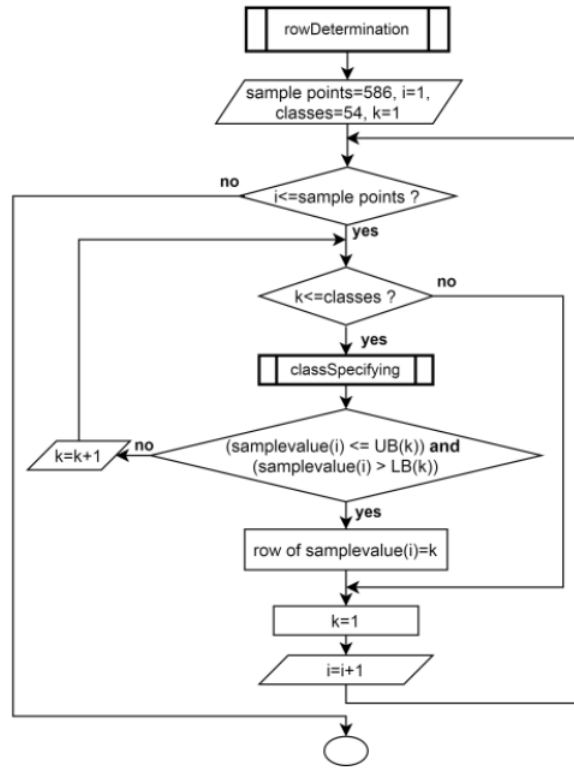 rowDetermination
sample points=586, i=1,
classes=54, k=1
no
i<=sample points ?
yes
no
k<=classes ?
yes
classSpecifying
(samplevalue(i) <= UB(k)) and
(samplevalue(i) > LB(k))
no
k=k+1
yes
row of samplevalue(i)=k
k=1
i=i+1